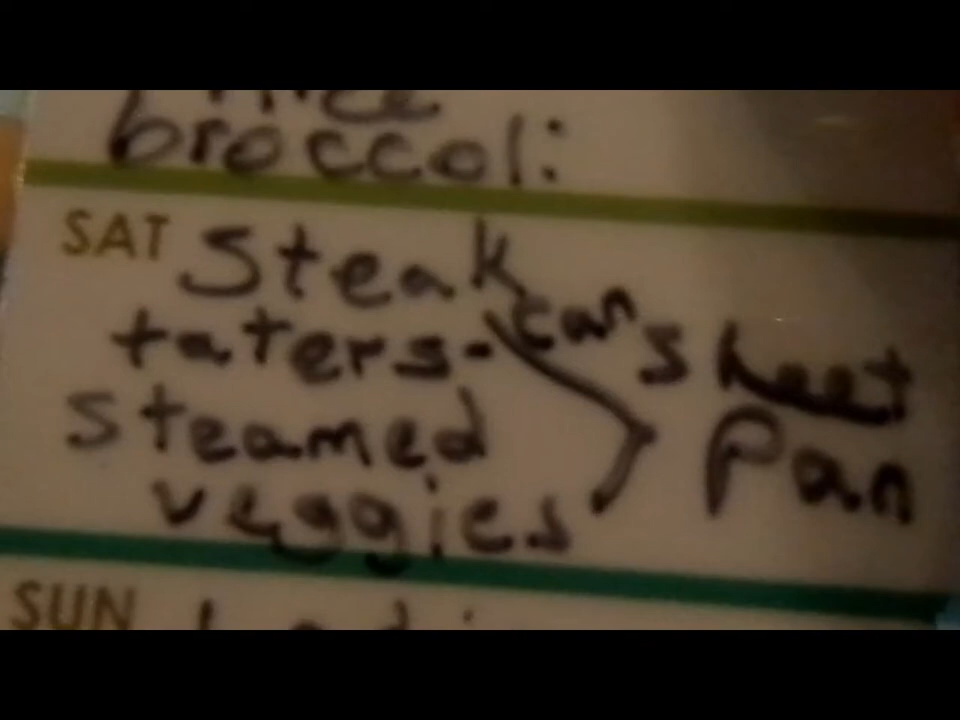 broccoli
SAT Steak
taters- can sheet
steamed Pan
veggies
SUN